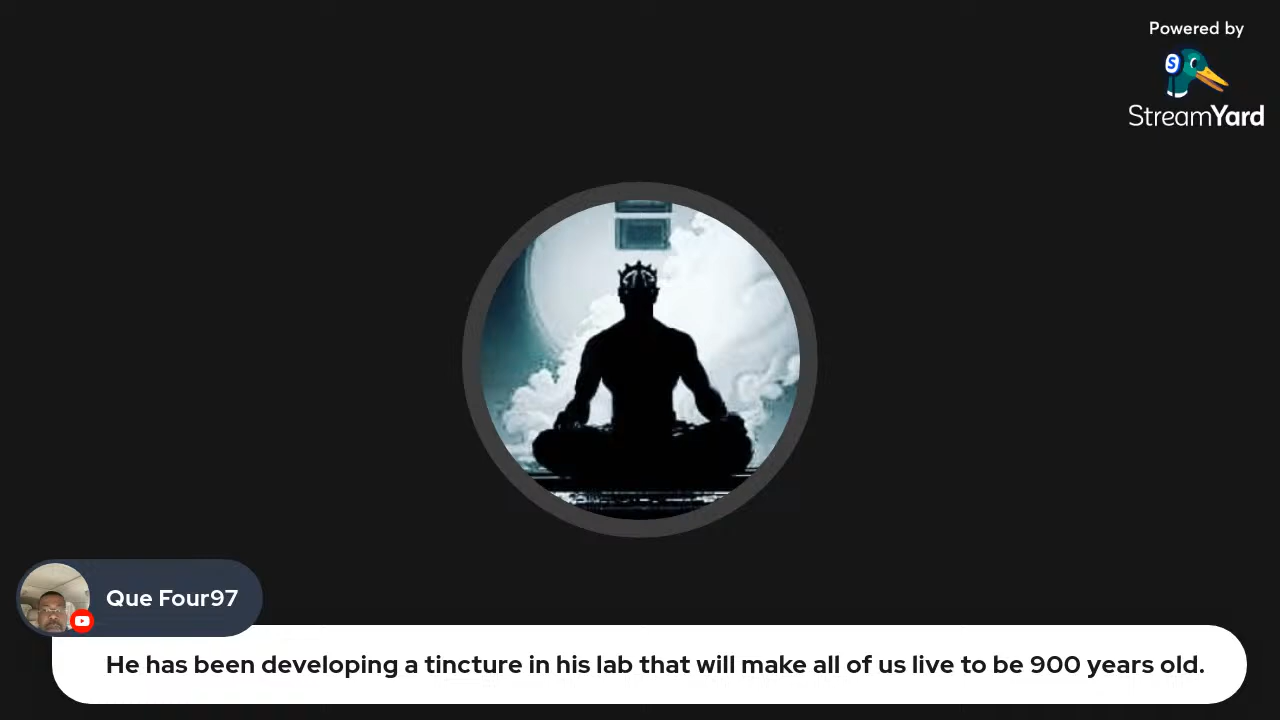 Powered by
S
StreamYard
Que Four97
He has been developing a tincture in his lab that will make all of us live to be 900 years old.